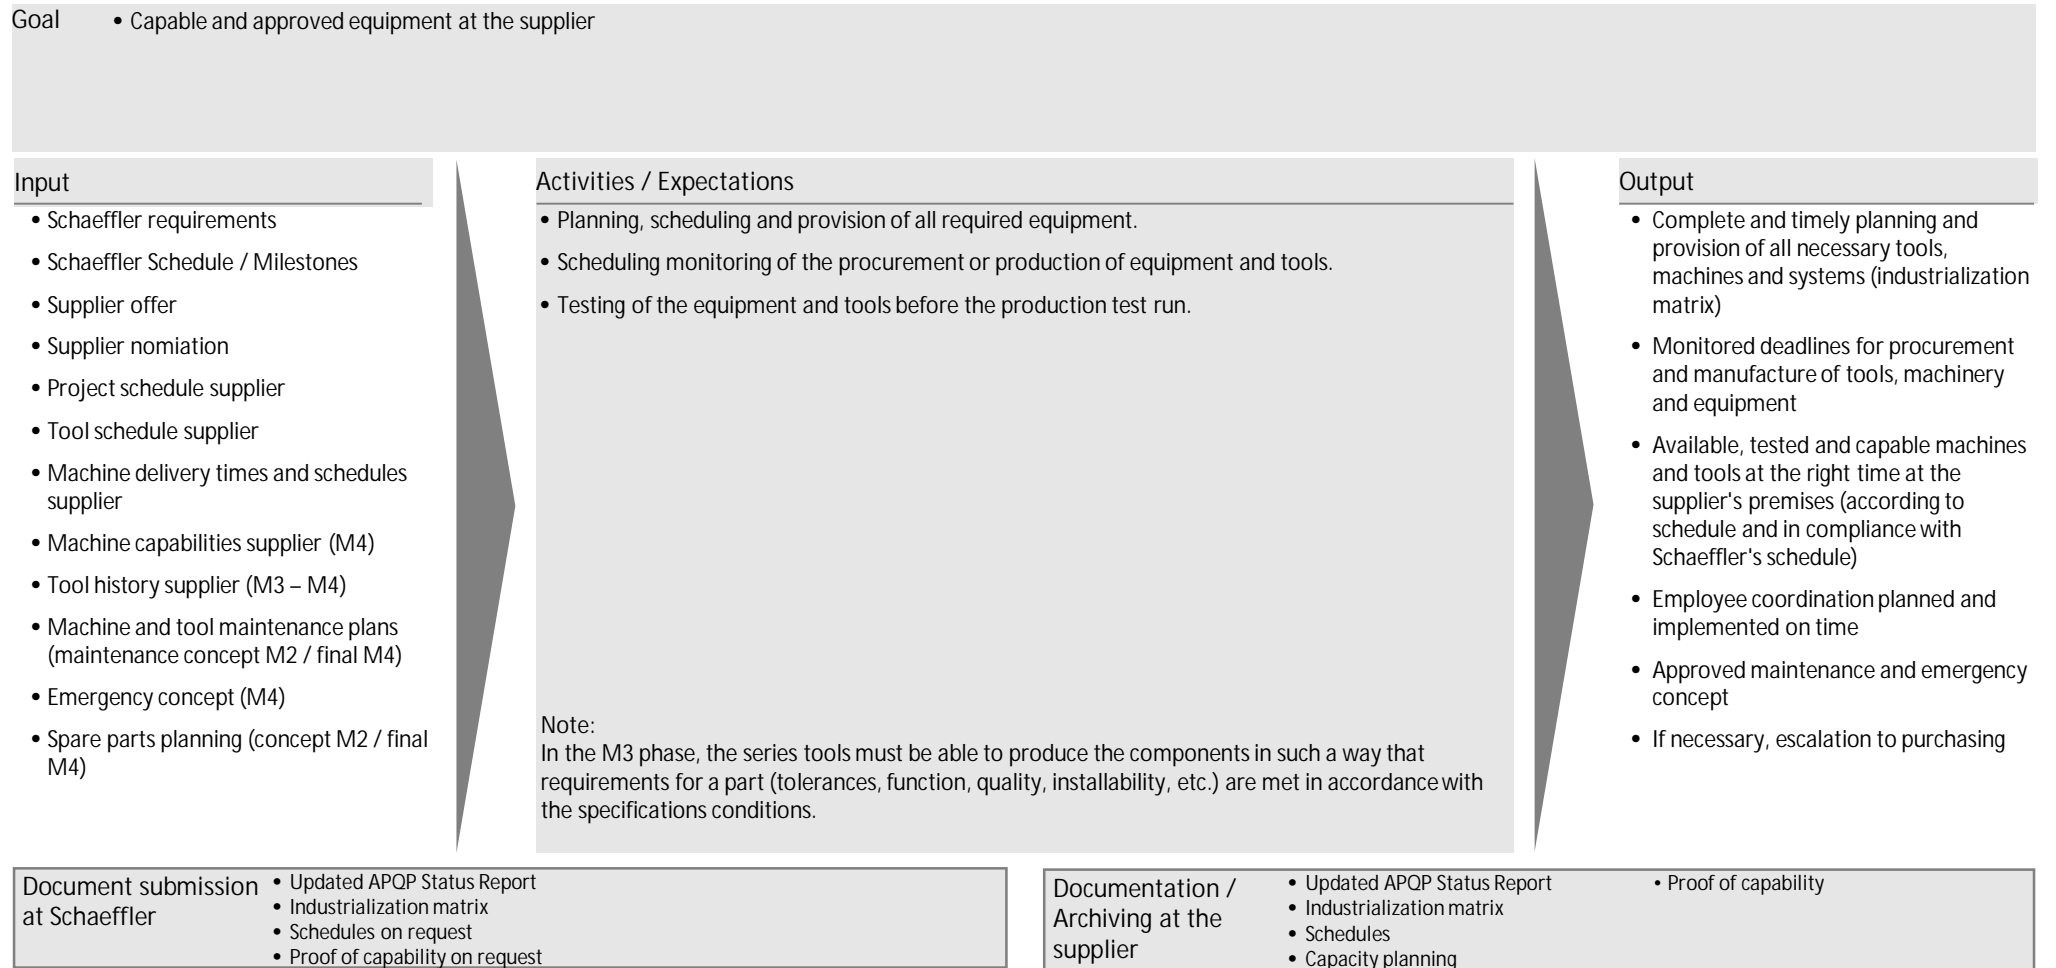 Goal
• Capable and approved equipment at the supplier
Input
• Schaeffler requirements
• Schaeffler Schedule / Milestones
• Supplier offer
• Supplier nomiation
• Project schedule supplier
• Tool schedule supplier
• Machine delivery times and schedules
supplier
• Machine capabilities supplier (M4)
• Tool history supplier (M3 – M4)
• Machine and tool maintenance plans
(maintenance concept M2 / final M4)
• Emergency concept (M4)
• Spare parts planning (concept M2 / final
M4)
Activities / Expectations
• Planning, scheduling and provision of all required equipment.
• Scheduling monitoring of the procurement or production of equipment and tools.
• Testing of the equipment and tools before the production test run.
Note:
In the M3 phase, the series tools must be able to produce the components in such a way that
requirements for a part (tolerances, function, quality, installability, etc.) are met in accordance with
the specifications conditions.
Output
• Complete and timely planning and
provision of all necessary tools,
machines and systems (industrialization
matrix)
• Monitored deadlines for procurement
and manufacture of tools, machinery
and equipment
• Available, tested and capable machines
and tools at the right time at the
supplier's premises (according to
schedule and in compliance with
Schaeffler's schedule)
• Employee coordination planned and
implemented on time
• Approved maintenance and emergency
concept
• If necessary, escalation to purchasing
Document submission
at Schaeffler
• Updated APQP Status Report
• Industrialization matrix
• Schedules on request
• Proof of capability on request
Documentation /
Archiving at the
supplier
• Updated APQP Status Report
• Industrialization matrix
• Schedules
• Capacity planning
• Proof of capability